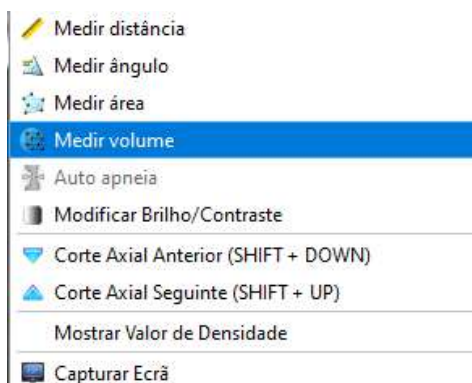 Medir distância
Medir ângulo
Medir área
Medir volume
Auto apneia
Modificar Brilho/Contraste
Corte Axial Anterior (SHIFT + DOWN)
Corte Axial Seguinte (SHIFT + UP)
Mostrar Valor de Densidade
Capturar Ecrã